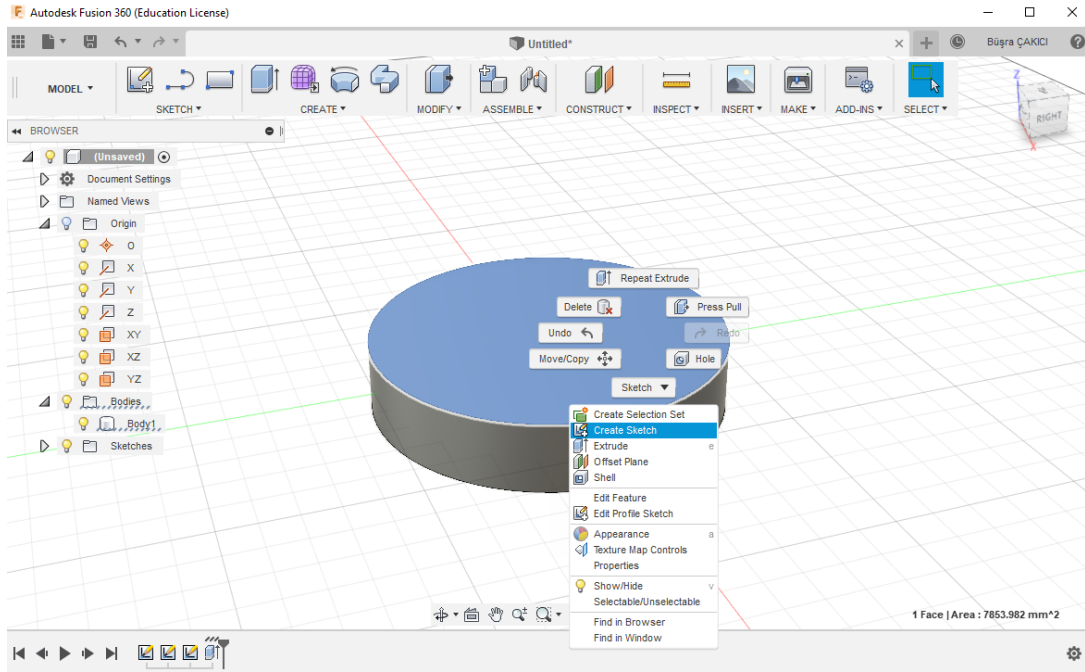 Autodesk Fusion 360 (Education License)
Untitled*
Büşra ÇAKICI
MODEL
SKETCH
CREATE
MODIFY
ASSEMBLE
CONSTRUCT
INSPECT
INSERT
MAKE
ADD-INS
SELECT
Z
RIGHT
X
BROWSER
(Unsaved)
Document Settings
Named Views
Origin
O
X
Y
Z
XY
XZ
YZ
Bodies
Body1
Sketches
Repeat Extrude
Delete
Press Pull
Undo
Redo
Move/Copy
Hole
Sketch
Create Selection Set
Create Sketch
Extrude e
Offset Plane
Shell
Edit Feature
Edit Profile Sketch
Appearance a
Texture Map Controls
Properties
Show/Hide v
Selectable/Unselectable
Find in Browser
Find in Window
1 Face | Area : 7853.982 mm^2